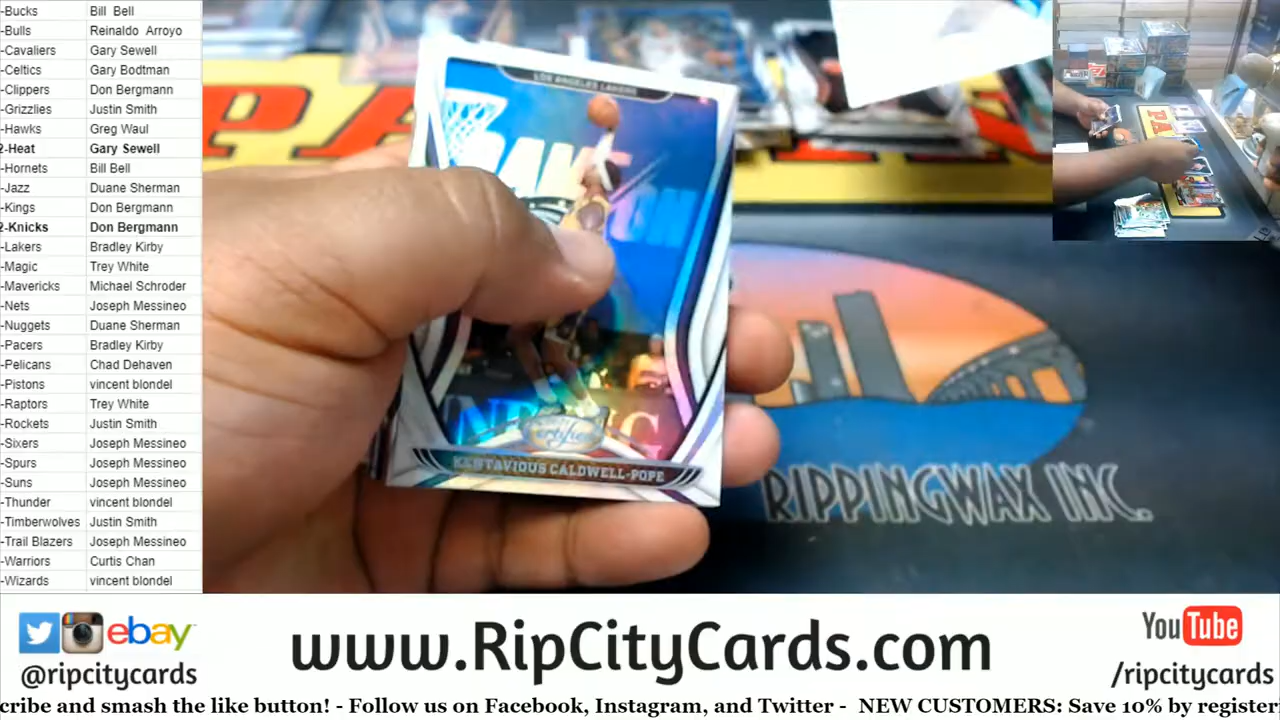 -Bucks Bill Bell
-Bulls Reinaldo Arroyo
-Cavaliers Gary Sewell
-Celtics Gary Bodtman
-Clippers Don Bergmann
-Grizzlies Justin Smith
-Hawks Greg Waul
2-Heat Gary Sewell
-Hornets Bill Bell
-Jazz Duane Sherman
-Kings Don Bergmann
2-Knicks Don Bergmann
-Lakers Bradley Kirby
-Magic Trey White
-Mavericks Michael Schroder
-Nets Joseph Messineo
-Nuggets Duane Sherman
-Pacers Bradley Kirby
-Pelicans Chad Dehaven
-Pistons vincent blondel
-Raptors Trey White
-Rockets Justin Smith
-Sixers Joseph Messineo
-Spurs Joseph Messineo
-Suns Joseph Messineo
-Thunder vincent blondel
-Timberwolves Justin Smith
-Trail Blazers Joseph Messineo
-Warriors Curtis Chan
-Wizards vincent blondel
LOS ANGELES LAKERS
Certified
KENTAVIOUS CALDWELL-POPE
RIPPINGWAX INC.
ebay
@ripcitycards
www.RipCityCards.com
YouTube
/ripcitycards
cribe and smash the like button! - Follow us on Facebook, Instagram, and Twitter - NEW CUSTOMERS: Save 10% by register